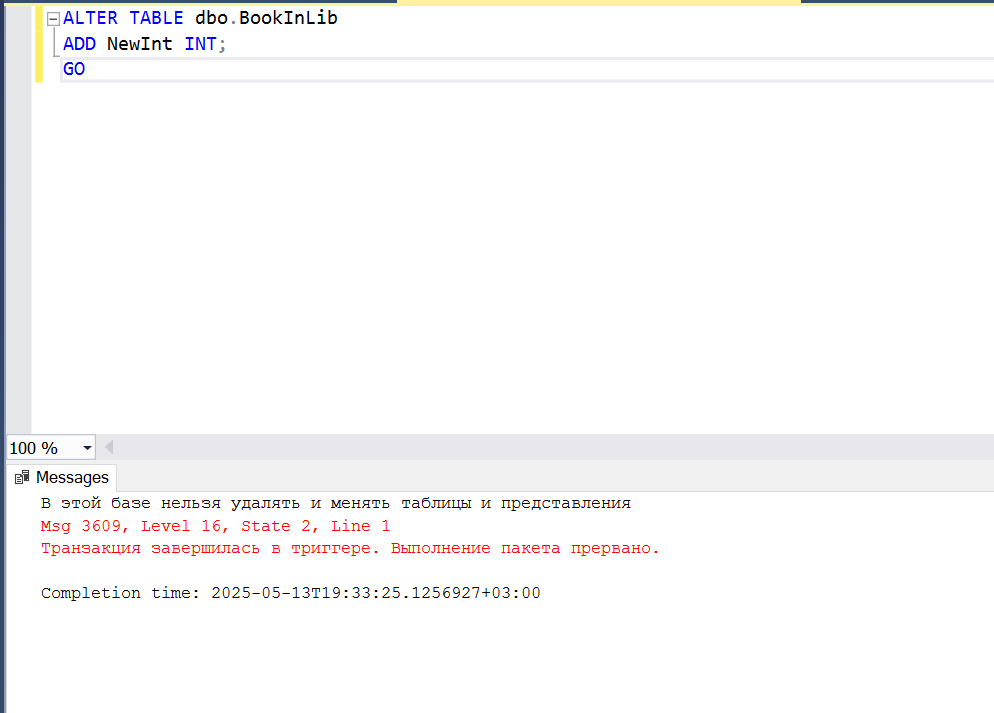 ALTER TABLE dbo.BookInLib
ADD NewInt INT;
GO
100 %
Messages
В этой базе нельзя удалять и менять таблицы и представления
Msg 3609, Level 16, State 2, Line 1
Транзакция завершилась в триггере. Выполнение пакета прервано.
Completion time: 2025-05-13T19:33:25.1256927+03:00